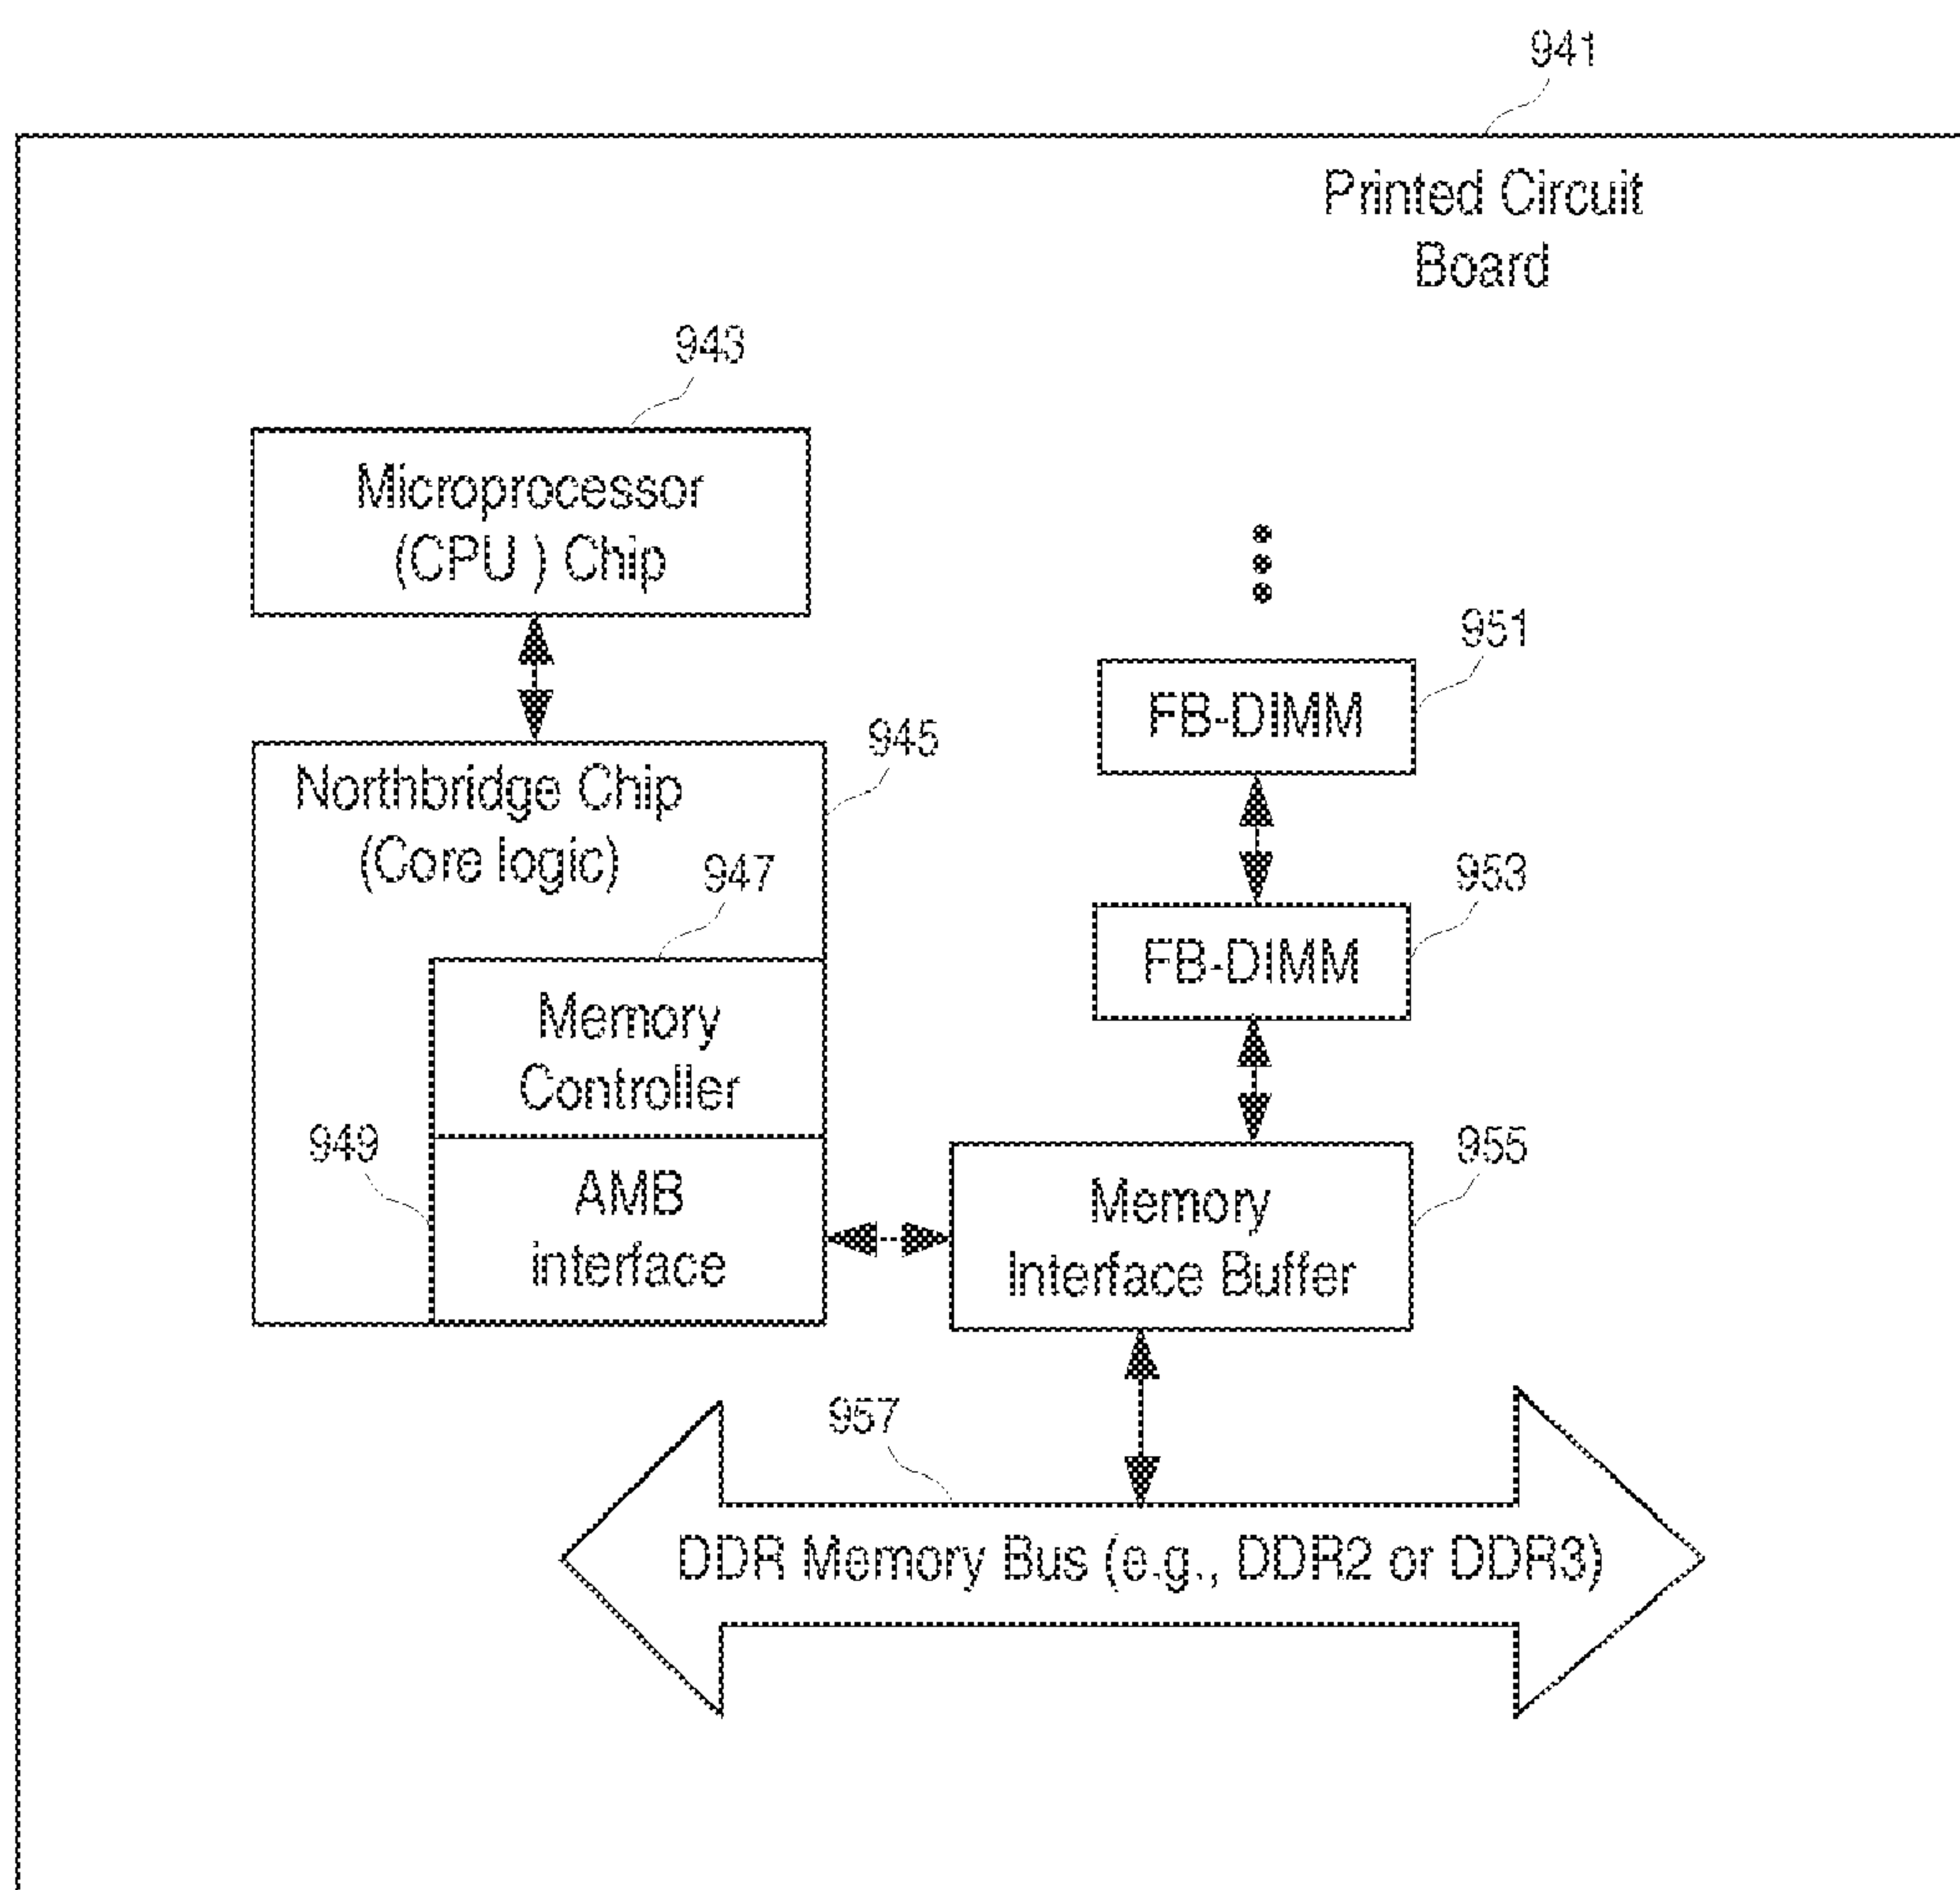 941
Printed Circuit
Board
943
Microprocessor
(CPU ) Chip
951
FB-DIMM
945
Northbridge Chip
(Core logic)
947
953
FB-DIMM
Memory
Controller
949
AMB
interface
955
Memory
Interface Buffer
957
DDR Memory Bus (e.g., DDR2 or DDR3)